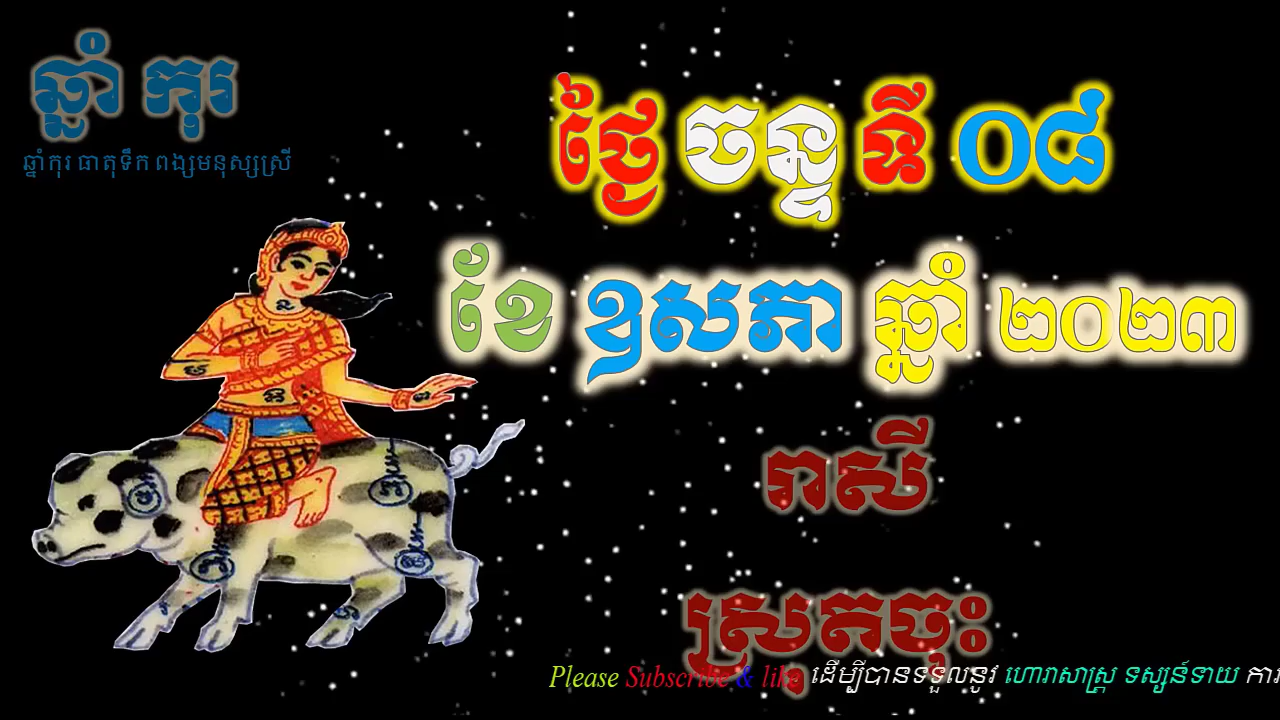 ឆ្នាំ កុរ
ឆ្នាំកុរ ធាតុទឹក ពង្សមនុស្សស្រី
ថ្ងៃ ចន្ទ ទី ០៨
ខែ ឧសភា ឆ្នាំ ២០២៣
រាសី
ស្រុតចុះ
Please Subscribe & like ដើម្បីបានទទួលនូវ ហោរាសាស្ត្រ ទស្សន៍ទាយ ការ